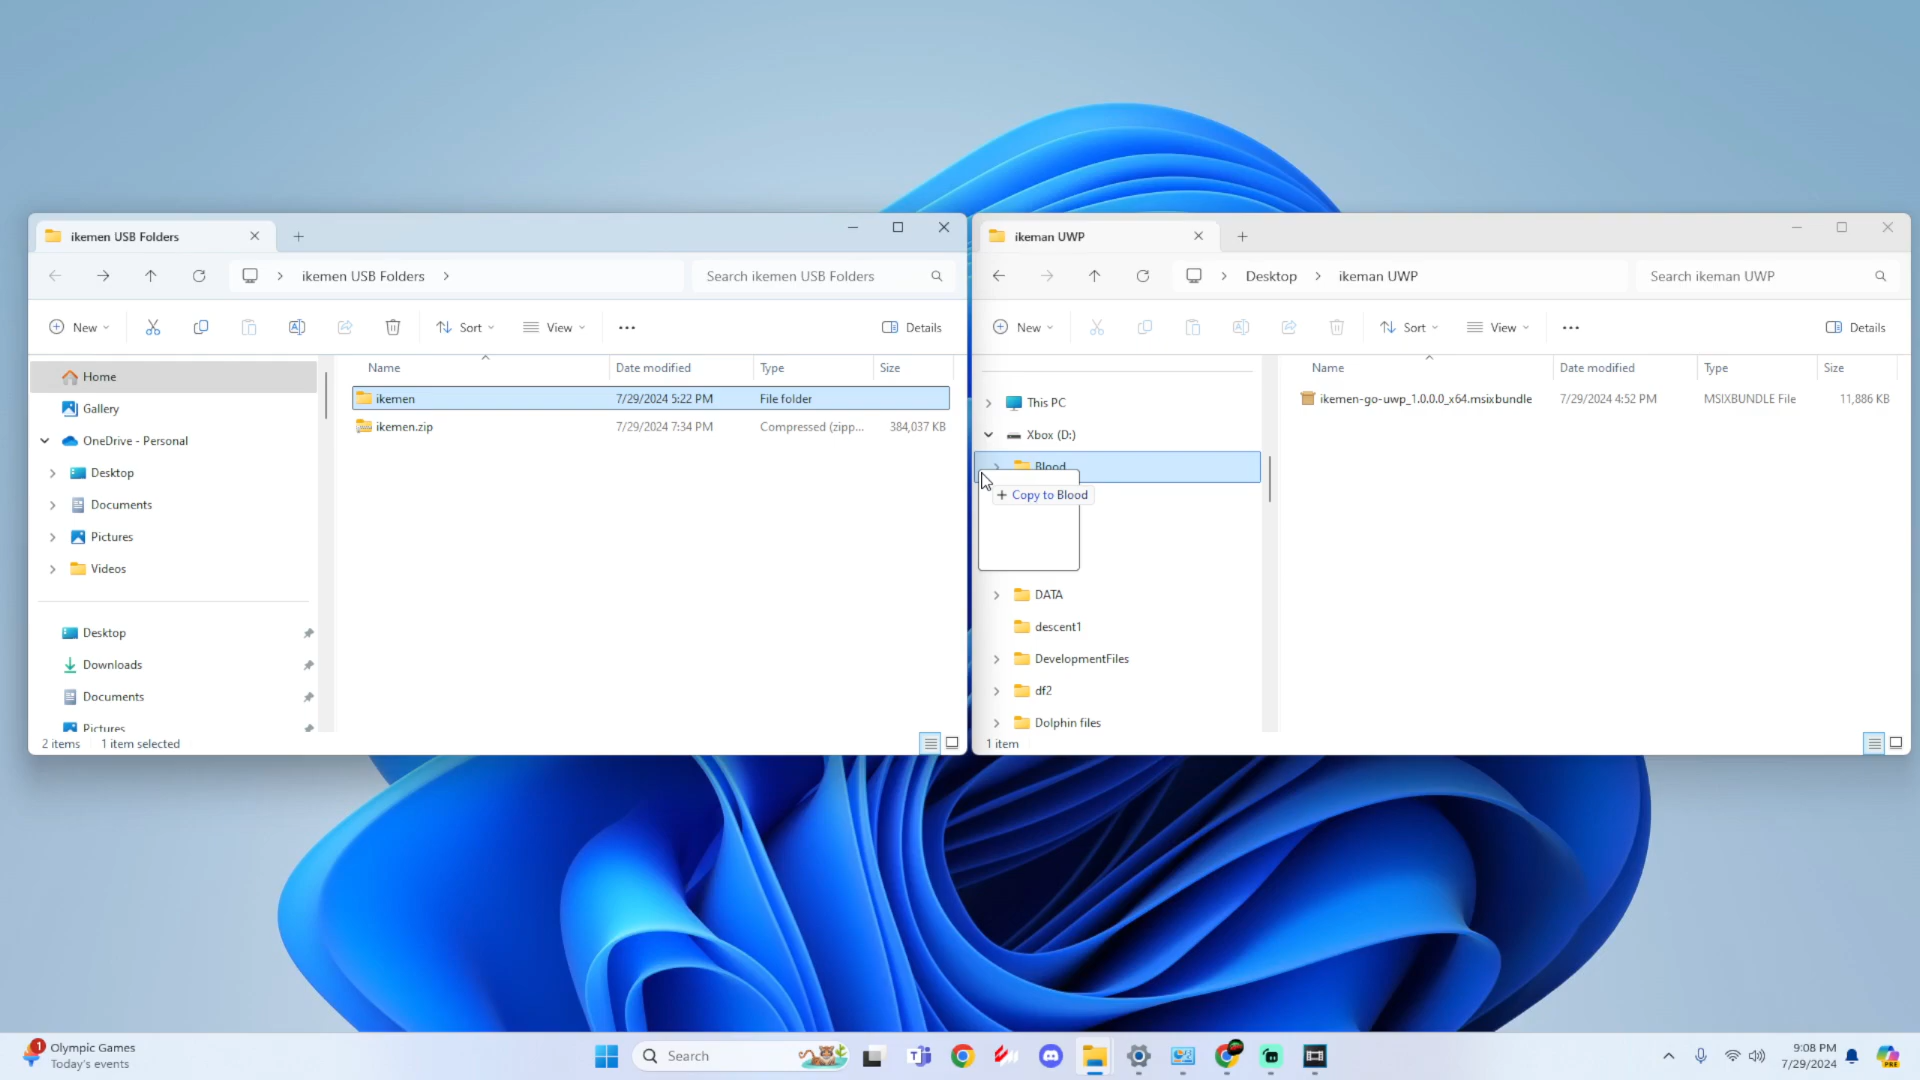 ikemen USB Folders
ikemen USB Folders
Search ikemen USB Folders
New
Sort
View
Details
Home
Gallery
OneDrive - Personal
Desktop
Documents
Pictures
Videos
Desktop
Downloads
Documents
Pictures
Name
Date modified
Type
Size
ikemen
7/29/2024 5:22 PM
File folder
ikemen.zip
7/29/2024 7:34 PM
Compressed (zipp...
384,037 KB
2 items
1 item selected
ikeman UWP
Desktop
ikeman UWP
Search ikeman UWP
New
Sort
View
Details
This PC
Xbox (D:)
Blood
+ Copy to Blood
DATA
descent1
DevelopmentFiles
df2
Dolphin files
Name
Date modified
Type
Size
ikemen-go-uwp_1.0.0.0_x64.msixbundle
7/29/2024 4:52 PM
MSIXBUNDLE File
11,886 KB
1 item
1
Olympic Games
Today's events
Search
9:08 PM
7/29/2024
PRE